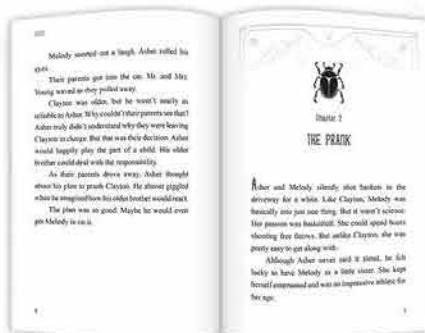 Melody snorted out a laugh. Asher rolled his
eyes.
Their parents got into the car. Mr. and Mrs.
Young waved as they pulled away.
Clayton was older, but he wasn't nearly as
reliable as Asher. Why couldn't their parents see that?
Asher truly didn't understand why they were leaving
Clayton in charge. But that was their decision. Asher
would happily play the part of a child. His older
brother could deal with the responsibility.
As their parents drove away, Asher thought
about his plan to prank Clayton. He almost giggled
when he imagined how his older brother would react.
The plan was so good. Maybe he would even
get Melody in on it.
Chapter 2
THE PRANK
Asher and Melody silently shot baskets in the
driveway for a while. Like Clayton, Melody was
basically into just one thing. But it wasn't science.
Her passion was basketball. She could spend hours
shooting free throws. But unlike Clayton, she was
pretty easy to get along with.
Although Asher never said it aloud, he felt
lucky to have Melody as a little sister. She kept
herself entertained and was an impressive athlete for
her age.